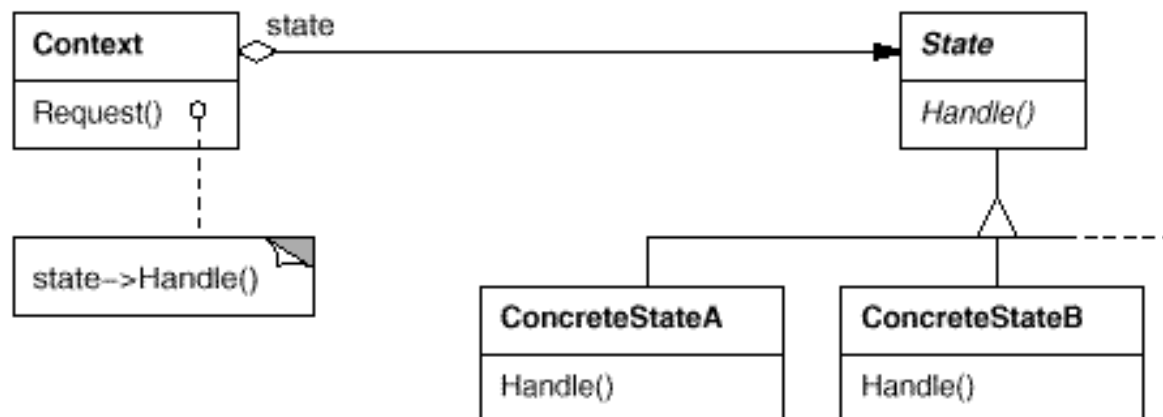 state
Context
State
Request()
Handle()
state->Handle()
ConcreteStateA
ConcreteStateB
Handle()
Handle()